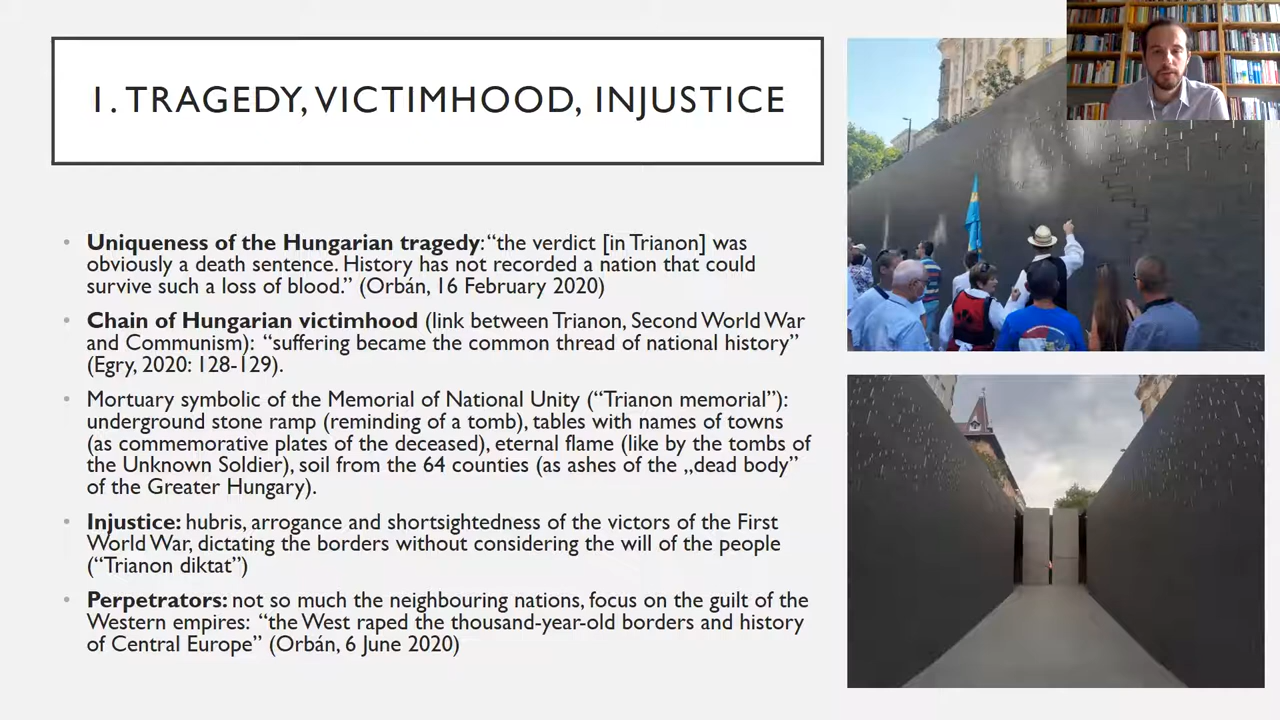 1. TRAGEDY, VICTIMHOOD, INJUSTICE
• Uniqueness of the Hungarian tragedy: “the verdict [in Trianon] was
obviously a death sentence. History has not recorded a nation that could
survive such a loss of blood.” (Orbán, 16 February 2020)
• Chain of Hungarian victimhood (link between Trianon, Second World War
and Communism): “suffering became the common thread of national history”
(Egry, 2020: 128-129).
• Mortuary symbolic of the Memorial of National Unity (“Trianon memorial”):
underground stone ramp (reminding of a tomb), tables with names of towns
(as commemorative plates of the deceased), eternal flame (like by the tombs of
the Unknown Soldier), soil from the 64 counties (as ashes of the „dead body”
of the Greater Hungary).
• Injustice: hubris, arrogance and shortsightedness of the victors of the First
World War, dictating the borders without considering the will of the people
(“Trianon diktat”)
• Perpetrators: not so much the neighbouring nations, focus on the guilt of the
Western empires: “the West raped the thousand-year-old borders and history
of Central Europe” (Orbán, 6 June 2020)